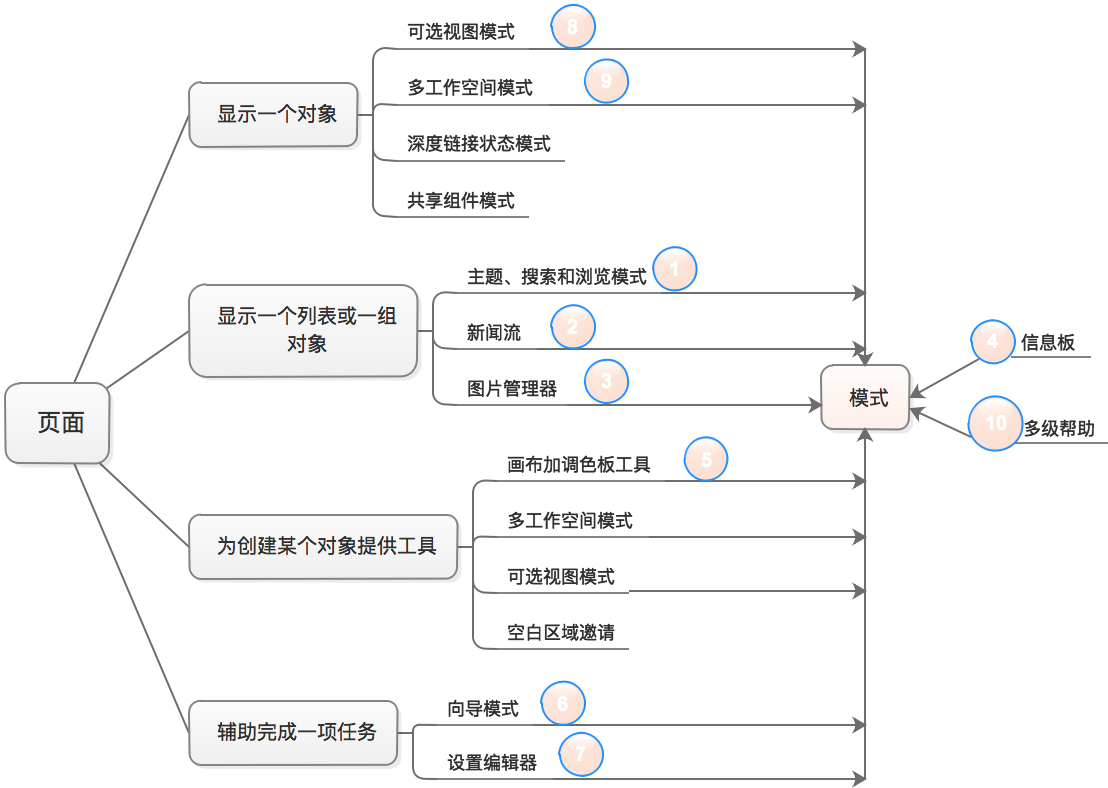 页面
显示一个对象
可选视图模式 8
多工作空间模式 9
深度链接状态模式
共享组件模式
显示一个列表或一组
对象
主题、搜索和浏览模式 1
新闻流 2
图片管理器 3
为创建某个对象提供工具
画布加调色板工具 5
多工作空间模式
可选视图模式
空白区域邀请
辅助完成一项任务
向导模式 6
设置编辑器 7
模式
4 信息板
10 多级帮助